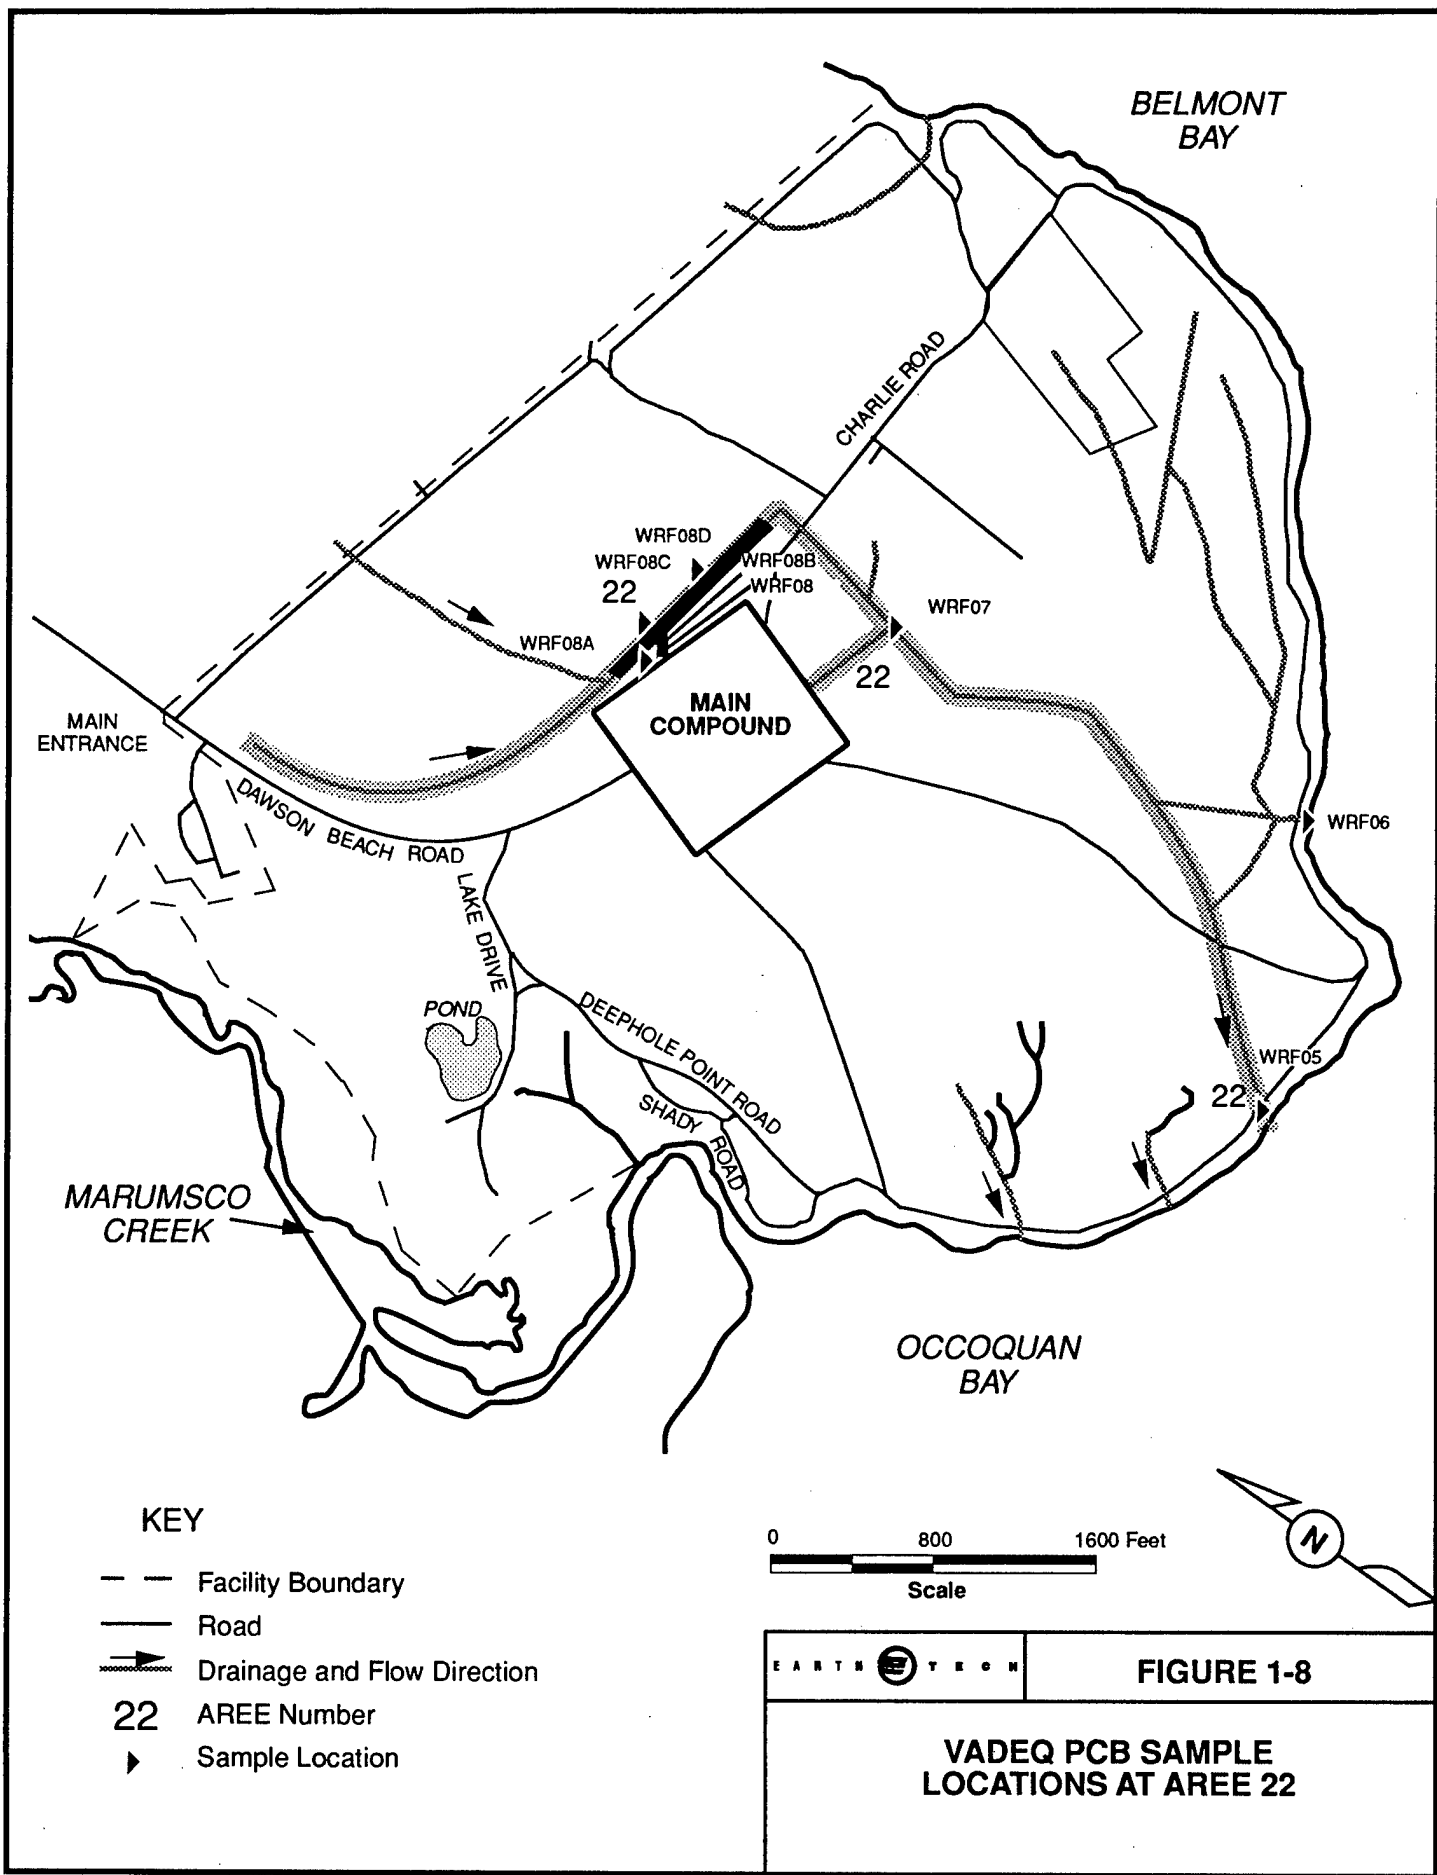 BELMONT
BAY
CHARLIE ROAD
WRF08D
WRF08C
WRF08B
22
WRF08
WRF07
WRF08A
22
MAIN
COMPOUND
MAIN
ENTRANCE
DAWSON BEACH ROAD
WRF06
LAKE DRIVE
POND
DEEPHOLE POINT ROAD
WRF05
22
SHADY ROAD
MARUMSCO
CREEK
OCCOQUAN
BAY
KEY
Facility Boundary
Road
Drainage and Flow Direction
22 AREE Number
Sample Location
0 800 1600 Feet
Scale
N
EARTH TECH
FIGURE 1-8
VADEQ PCB SAMPLE
LOCATIONS AT AREE 22